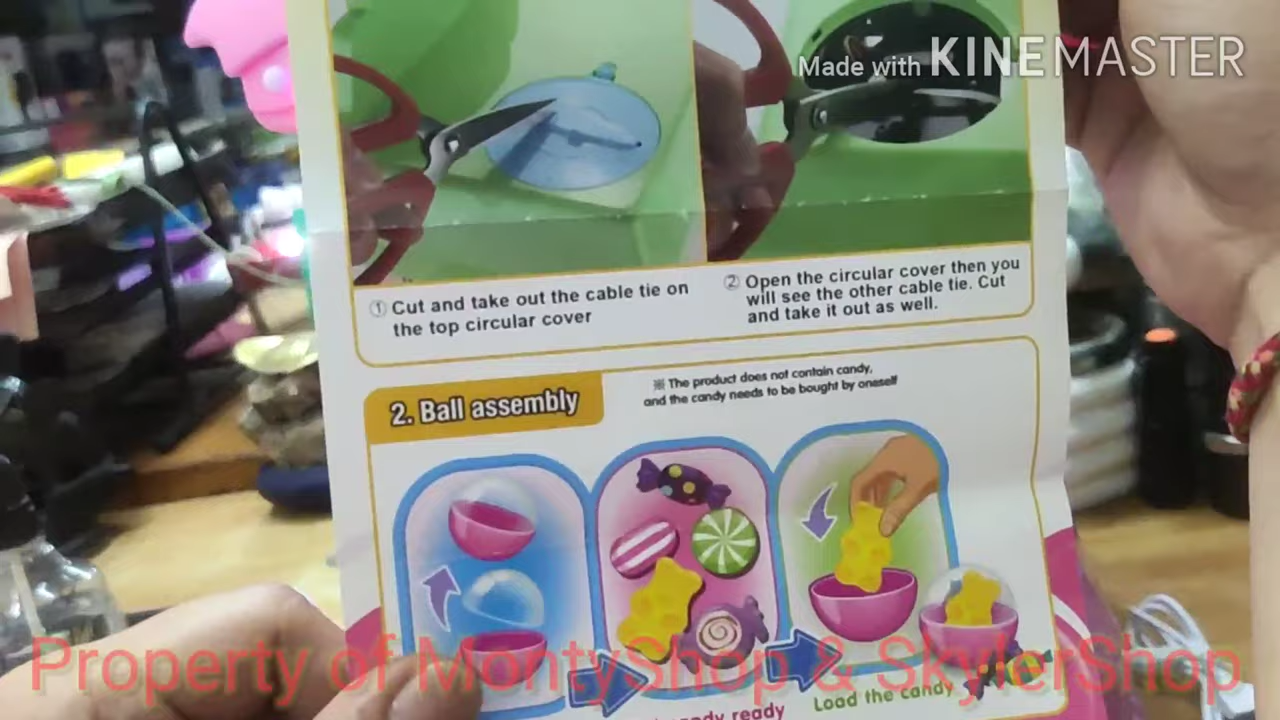 Made with KINEMASTER
① Cut and take out the cable tie on
the top circular cover
② Open the circular cover then you
will see the other cable tie. Cut
and take it out as well.
2. Ball assembly
※ The product does not contain candy,
and the candy needs to be bought by oneself
Load the candy
ready
Property of MontyShop & SkylerShop